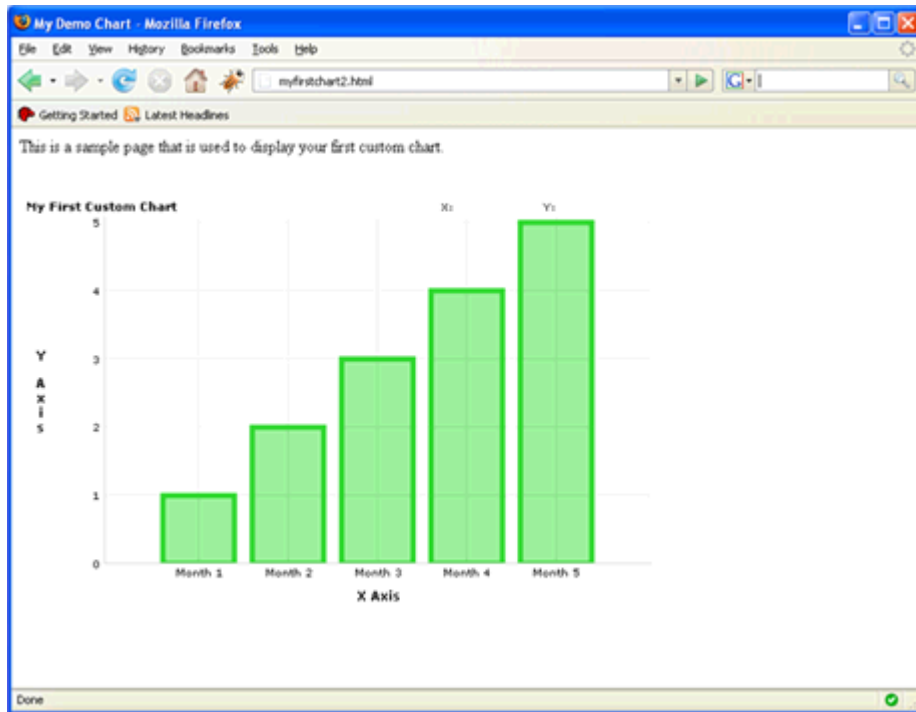 My Demo Chart - Mozilla Firefox
File Edit View History Bookmarks Tools Help
myfirstchart2.html
G
Getting Started Latest Headlines
This is a sample page that is used to display your first custom chart.
My First Custom Chart X: Y:
5
4
3
2
1
0
Y Axis
Month 1 Month 2 Month 3 Month 4 Month 5
X Axis
Done